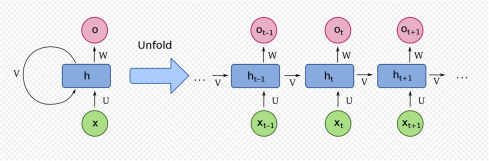 o o_{t-1} o_t o_{t+1}
Unfold
W W W W
V h ... V h_{t-1} V h_t V h_{t+1} V ...
U U U U
x x_{t-1} x_t x_{t+1}